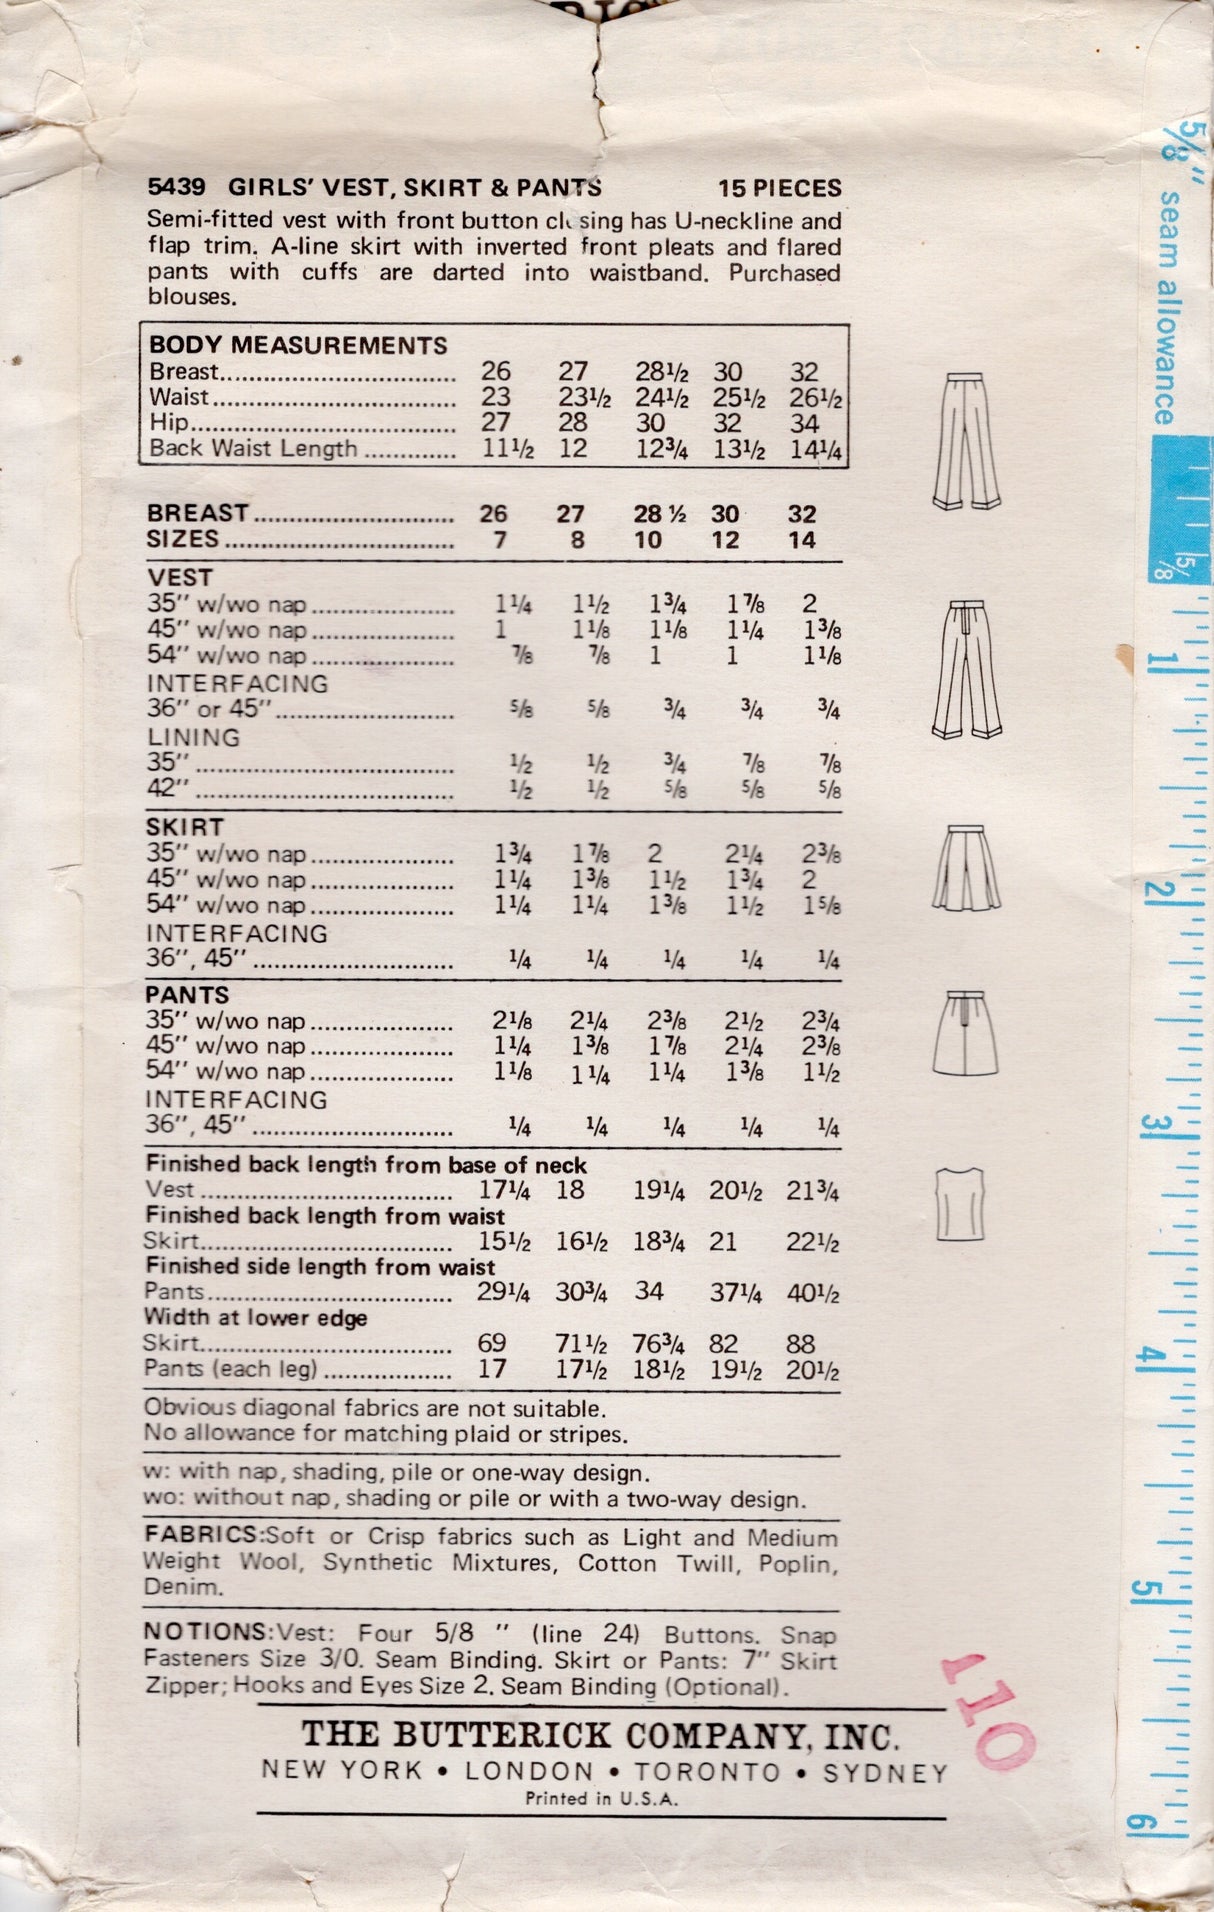 5439 GIRLS' VEST, SKIRT & PANTS 15 PIECES
Semi-fitted vest with front button closing has U-neckline and
flap trim. A-line skirt with inverted front pleats and flared
pants with cuffs are darted into waistband. Purchased
blouses.
BODY MEASUREMENTS
Breast 26 27 28½ 30 32
Waist 23 23½ 24½ 25½ 26½
Hip 27 28 30 32 34
Back Waist Length 11½ 12 12¾ 13½ 14¼
BREAST 26 27 28 ½ 30 32
SIZES 7 8 10 12 14
VEST
35" w/wo nap 1¼ 1½ 1¾ 1⅞ 2
45" w/wo nap 1 1⅛ 1⅛ 1¼ 1⅜
54" w/wo nap ⅞ ⅞ 1 1 1⅛
INTERFACING
36" or 45" ⅝ ⅝ ¾ ¾ ¾
LINING
35" ½ ½ ¾ ⅞ ⅞
42" ½ ½ ⅝ ⅝ ⅝
SKIRT
35" w/wo nap 1¾ 1⅞ 2 2¼ 2⅜
45" w/wo nap 1¼ 1⅜ 1½ 1¾ 2
54" w/wo nap 1¼ 1¼ 1⅜ 1½ 1⅝
INTERFACING
36", 45" ¼ ¼ ¼ ¼ ¼
PANTS
35" w/wo nap 2⅛ 2¼ 2⅜ 2½ 2¾
45" w/wo nap 1¼ 1⅜ 1⅞ 2¼ 2⅜
54" w/wo nap 1⅛ 1¼ 1¼ 1⅜ 1½
INTERFACING
36", 45" ¼ ¼ ¼ ¼ ¼
Finished back length from base of neck
Vest 17¼ 18 19¼ 20½ 21¾
Finished back length from waist
Skirt 15½ 16½ 18¾ 21 22½
Finished side length from waist
Pants 29¼ 30¾ 34 37¼ 40½
Width at lower edge
Skirt 69 71½ 76¾ 82 88
Pants (each leg) 17 17½ 18½ 19½ 20½
Obvious diagonal fabrics are not suitable.
No allowance for matching plaid or stripes.
w: with nap, shading, pile or one-way design.
wo: without nap, shading or pile or with a two-way design.
FABRICS:Soft or Crisp fabrics such as Light and Medium
Weight Wool, Synthetic Mixtures, Cotton Twill, Poplin,
Denim.
NOTIONS:Vest: Four 5/8 " (line 24) Buttons. Snap
Fasteners Size 3/0. Seam Binding. Skirt or Pants: 7" Skirt
Zipper; Hooks and Eyes Size 2. Seam Binding (Optional).
THE BUTTERICK COMPANY, INC.
NEW YORK • LONDON • TORONTO • SYDNEY
Printed in U.S.A.
110
⅝" seam allowance
⅝
1
2
3
4
5
6